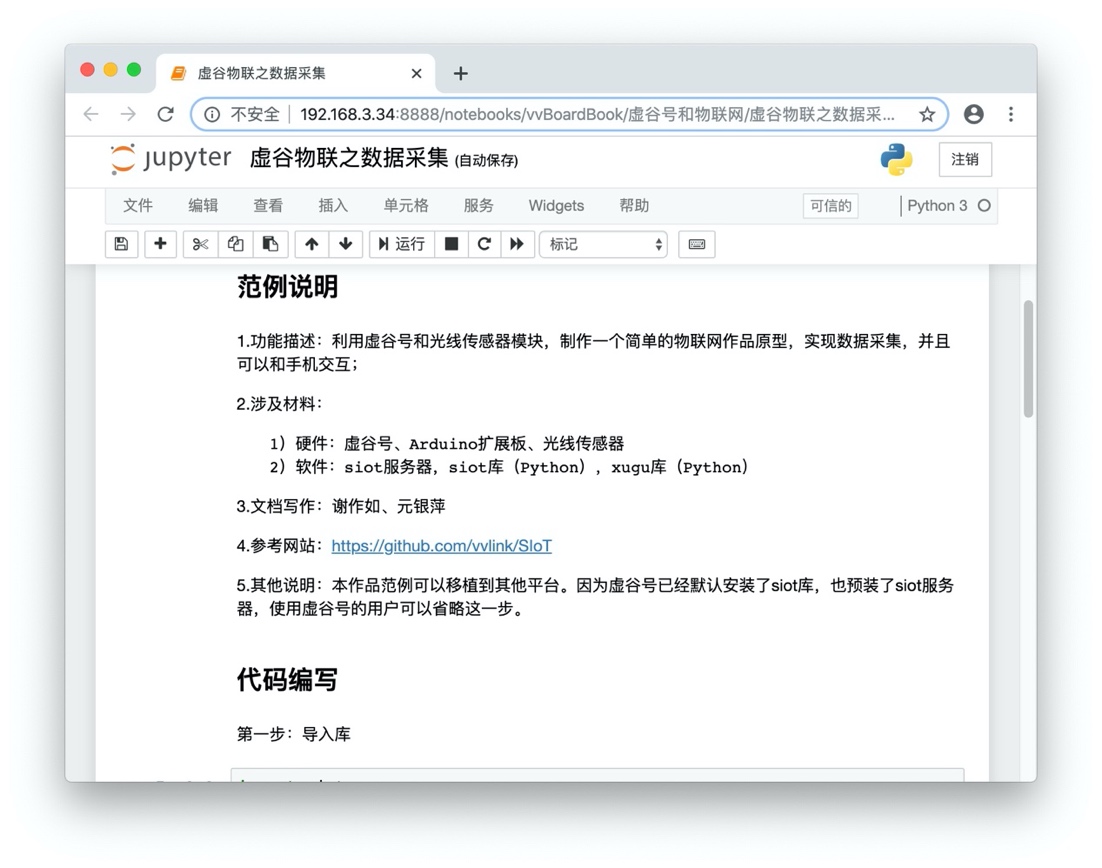 虚谷物联之数据采集
不安全 192.168.3.34:8888/notebooks/vvBoardBook/虚谷号和物联网/虚谷物联之数据采...
jupyter 虚谷物联之数据采集 (自动保存) 注销
文件 编辑 查看 插入 单元格 服务 Widgets 帮助 可信的 Python 3
运行 标记
范例说明
1.功能描述：利用虚谷号和光线传感器模块，制作一个简单的物联网作品原型，实现数据采集，并且
可以和手机交互；
2.涉及材料：
1）硬件：虚谷号、Arduino扩展板、光线传感器
2）软件：siot服务器，siot库（Python）,xugu库（Python）
3.文档写作：谢作如、元银萍
4.参考网站：https://github.com/vvlink/SIoT
5.其他说明：本作品范例可以移植到其他平台。因为虚谷号已经默认安装了siot库，也预装了siot服务
器，使用虚谷号的用户可以省略这一步。
代码编写
第一步：导入库